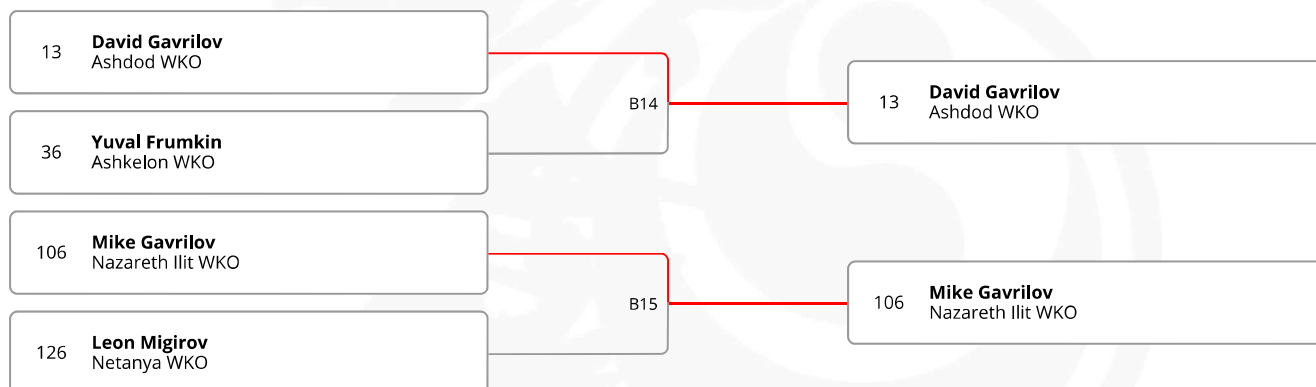 13
David Gavrilov
Ashdod WKO
36
Yuval Frumkin
Ashkelon WKO
B14
13
David Gavrilov
Ashdod WKO
106
Mike Gavrilov
Nazareth Ilit WKO
126
Leon Migirov
Netanya WKO
B15
106
Mike Gavrilov
Nazareth Ilit WKO